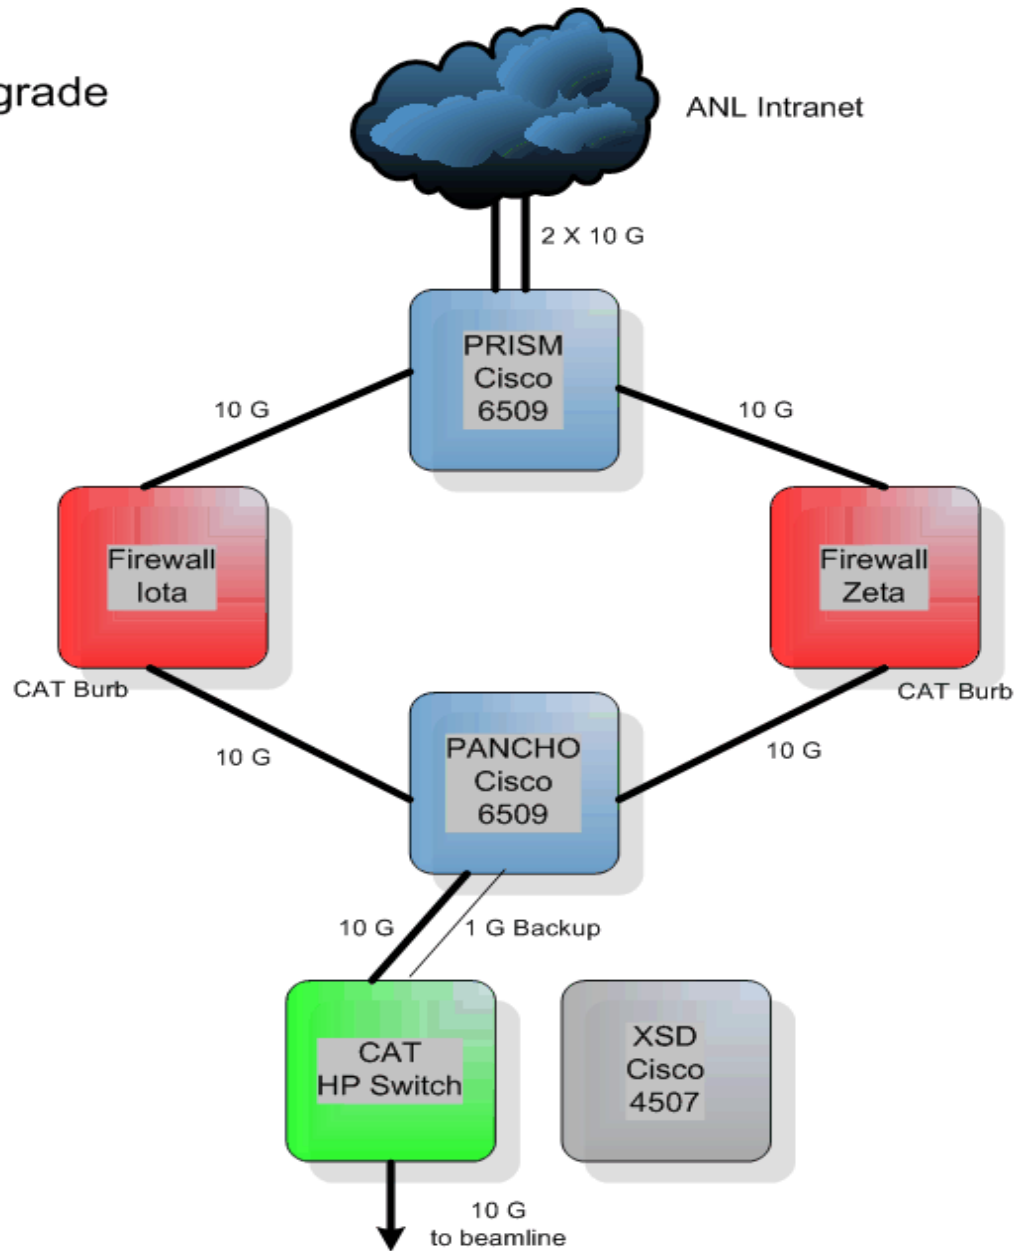 grade
ANL Intranet
2 X 10 G
PRISM
Cisco
6509
10 G
10 G
Firewall
Iota
Firewall
Zeta
CAT Burb
CAT Burb
10 G
10 G
PANCHO
Cisco
6509
10 G
1 G Backup
CAT
HP Switch
XSD
Cisco
4507
10 G
to beamline